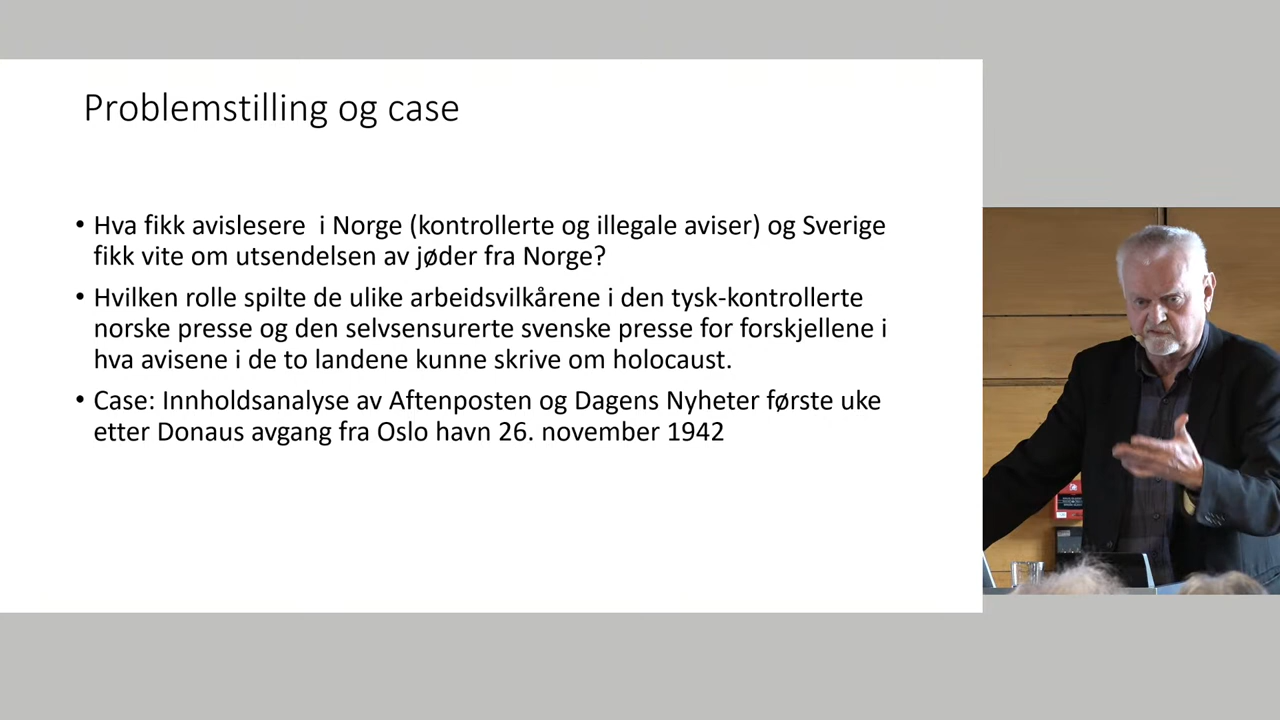 Problemstilling og case
• Hva fikk avislesere i Norge (kontrollerte og illegale aviser) og Sverige
fikk vite om utsendelsen av jøder fra Norge?
• Hvilken rolle spilte de ulike arbeidsvilkårene i den tysk-kontrollerte
norske presse og den selvsensurerte svenske presse for forskjellene i
hva avisene i de to landene kunne skrive om holocaust.
• Case: Innholdsanalyse av Aftenposten og Dagens Nyheter første uke
etter Donaus avgang fra Oslo havn 26. november 1942